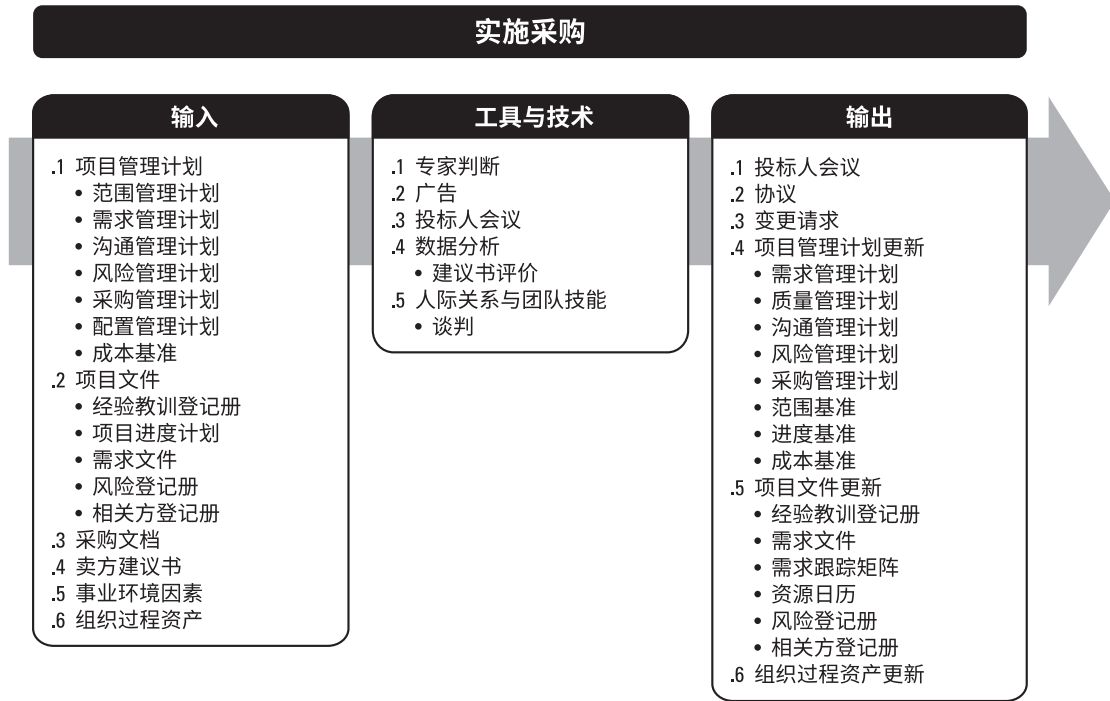 实施采购
输入
.1 项目管理计划
• 范围管理计划
• 需求管理计划
• 沟通管理计划
• 风险管理计划
• 采购管理计划
• 配置管理计划
• 成本基准
.2 项目文件
• 经验教训登记册
• 项目进度计划
• 需求文件
• 风险登记册
• 相关方登记册
.3 采购文档
.4 卖方建议书
.5 事业环境因素
.6 组织过程资产
工具与技术
.1 专家判断
.2 广告
.3 投标人会议
.4 数据分析
• 建议书评价
.5 人际关系与团队技能
• 谈判
输出
.1 投标人会议
.2 协议
.3 变更请求
.4 项目管理计划更新
• 需求管理计划
• 质量管理计划
• 沟通管理计划
• 风险管理计划
• 采购管理计划
• 范围基准
• 进度基准
• 成本基准
.5 项目文件更新
• 经验教训登记册
• 需求文件
• 需求跟踪矩阵
• 资源日历
• 风险登记册
• 相关方登记册
.6 组织过程资产更新